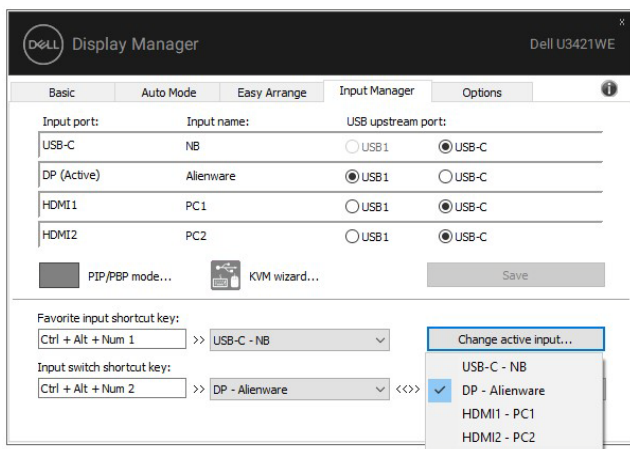 x
DELL Display Manager Dell U3421WE
Basic Auto Mode Easy Arrange Input Manager Options i
Input port: Input name: USB upstream port:
USB-C NB USB1 USB-C
DP (Active) Alienware USB1 USB-C
HDMI1 PC1 USB1 USB-C
HDMI2 PC2 USB1 USB-C
PIP/PBP mode... KVM wizard... Save
Favorite input shortcut key:
Ctrl + Alt + Num 1 >> USB-C - NB Change active input...
Input switch shortcut key:
Ctrl + Alt + Num 2 >> DP - Alienware <<>>
USB-C - NB
DP - Alienware
HDMI1 - PC1
HDMI2 - PC2